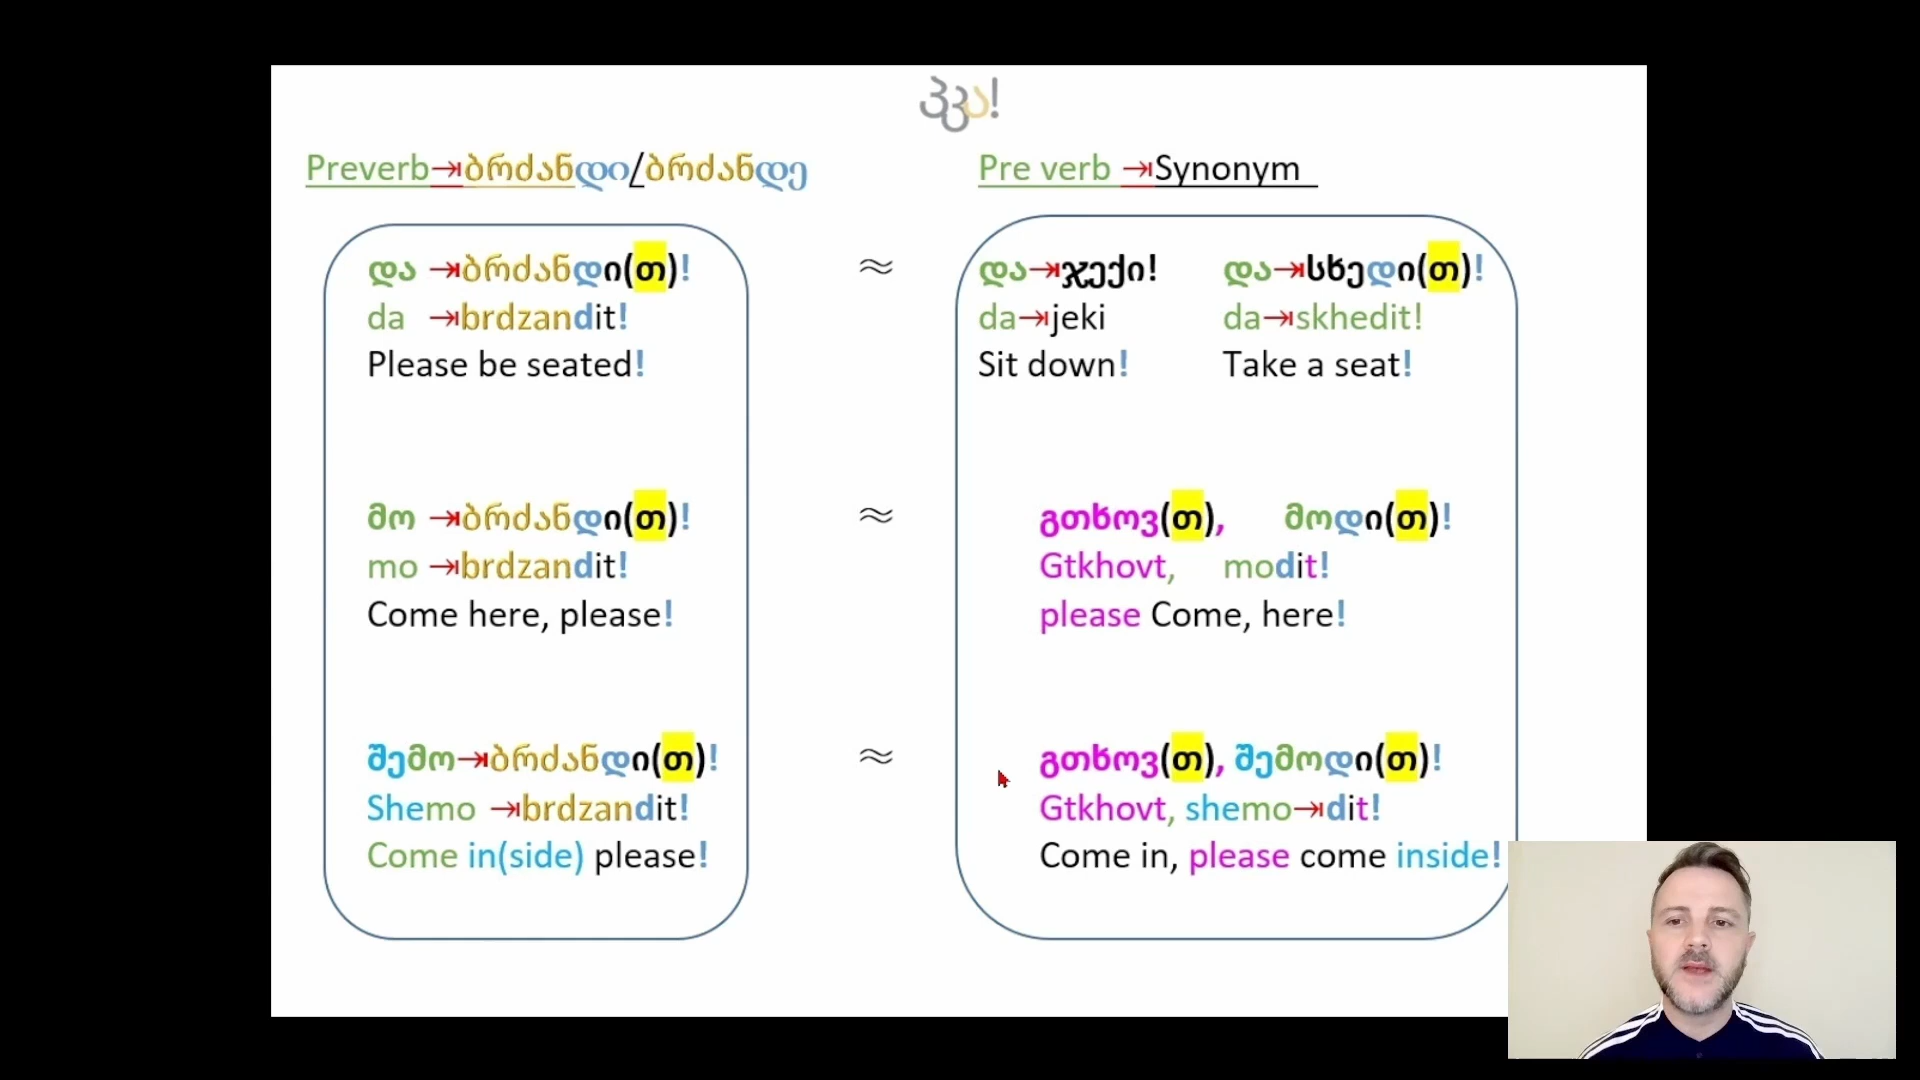 ჰკა!
Preverb⇥ბრძანდი/ბრძანდე
Pre verb ⇥Synonym
და ⇥ბრძანდი(თ)!
da ⇥brdzandit!
Please be seated!
≈
და⇥ჯექი! და⇥სხედი(თ)!
da⇥jeki da⇥skhedit!
Sit down! Take a seat!
მო ⇥ბრძანდი(თ)!
mo ⇥brdzandit!
Come here, please!
≈
გთხოვ(თ), მოდი(თ)!
Gtkhovt, modit!
please Come, here!
შემო⇥ბრძანდი(თ)!
Shemo ⇥brdzandit!
Come in(side) please!
≈
გთხოვ(თ), შემოდი(თ)!
Gtkhovt, shemo⇥dit!
Come in, please come inside!